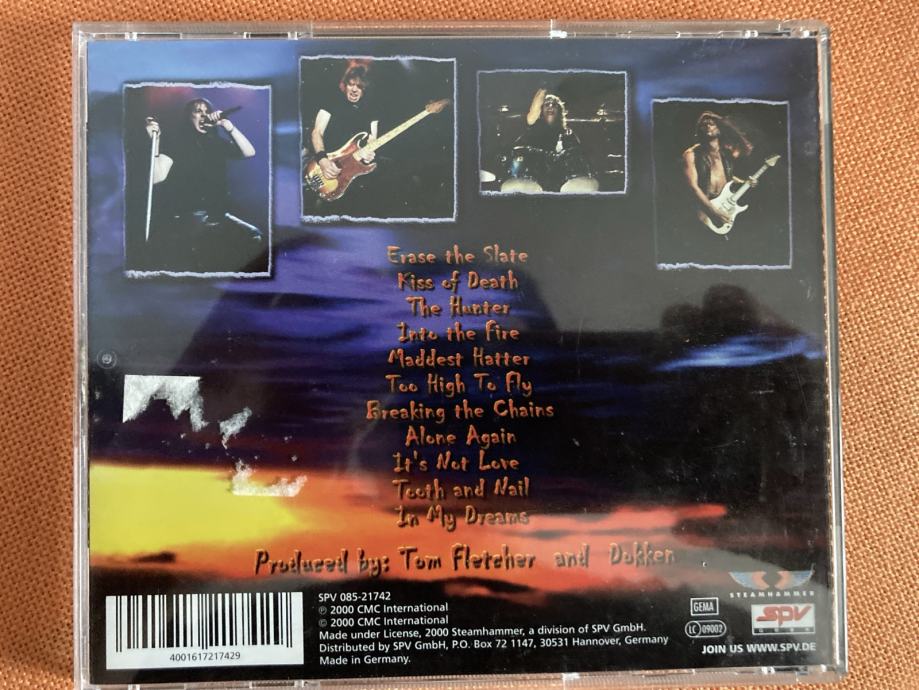 Erase the Slate
Kiss of Death
The Hunter
Into the Fire
Maddest Hatter
Too High To Fly
Breaking the Chains
Alone Again
It's Not Love
Tooth and Nail
In My Dreams
Produced by: Tom Fletcher and Dokken
SPV 085-21742
℗ 2000 CMC International
© 2000 CMC International
Made under License, 2000 Steamhammer, a division of SPV GmbH.
Distributed by SPV GmbH, P.O. Box 72 1147, 30531 Hannover, Germany
Made in Germany.
4001617217429
STEAMHAMMER
GEMA
LC 09002
SPV
JOIN US WWW.SPV.DE